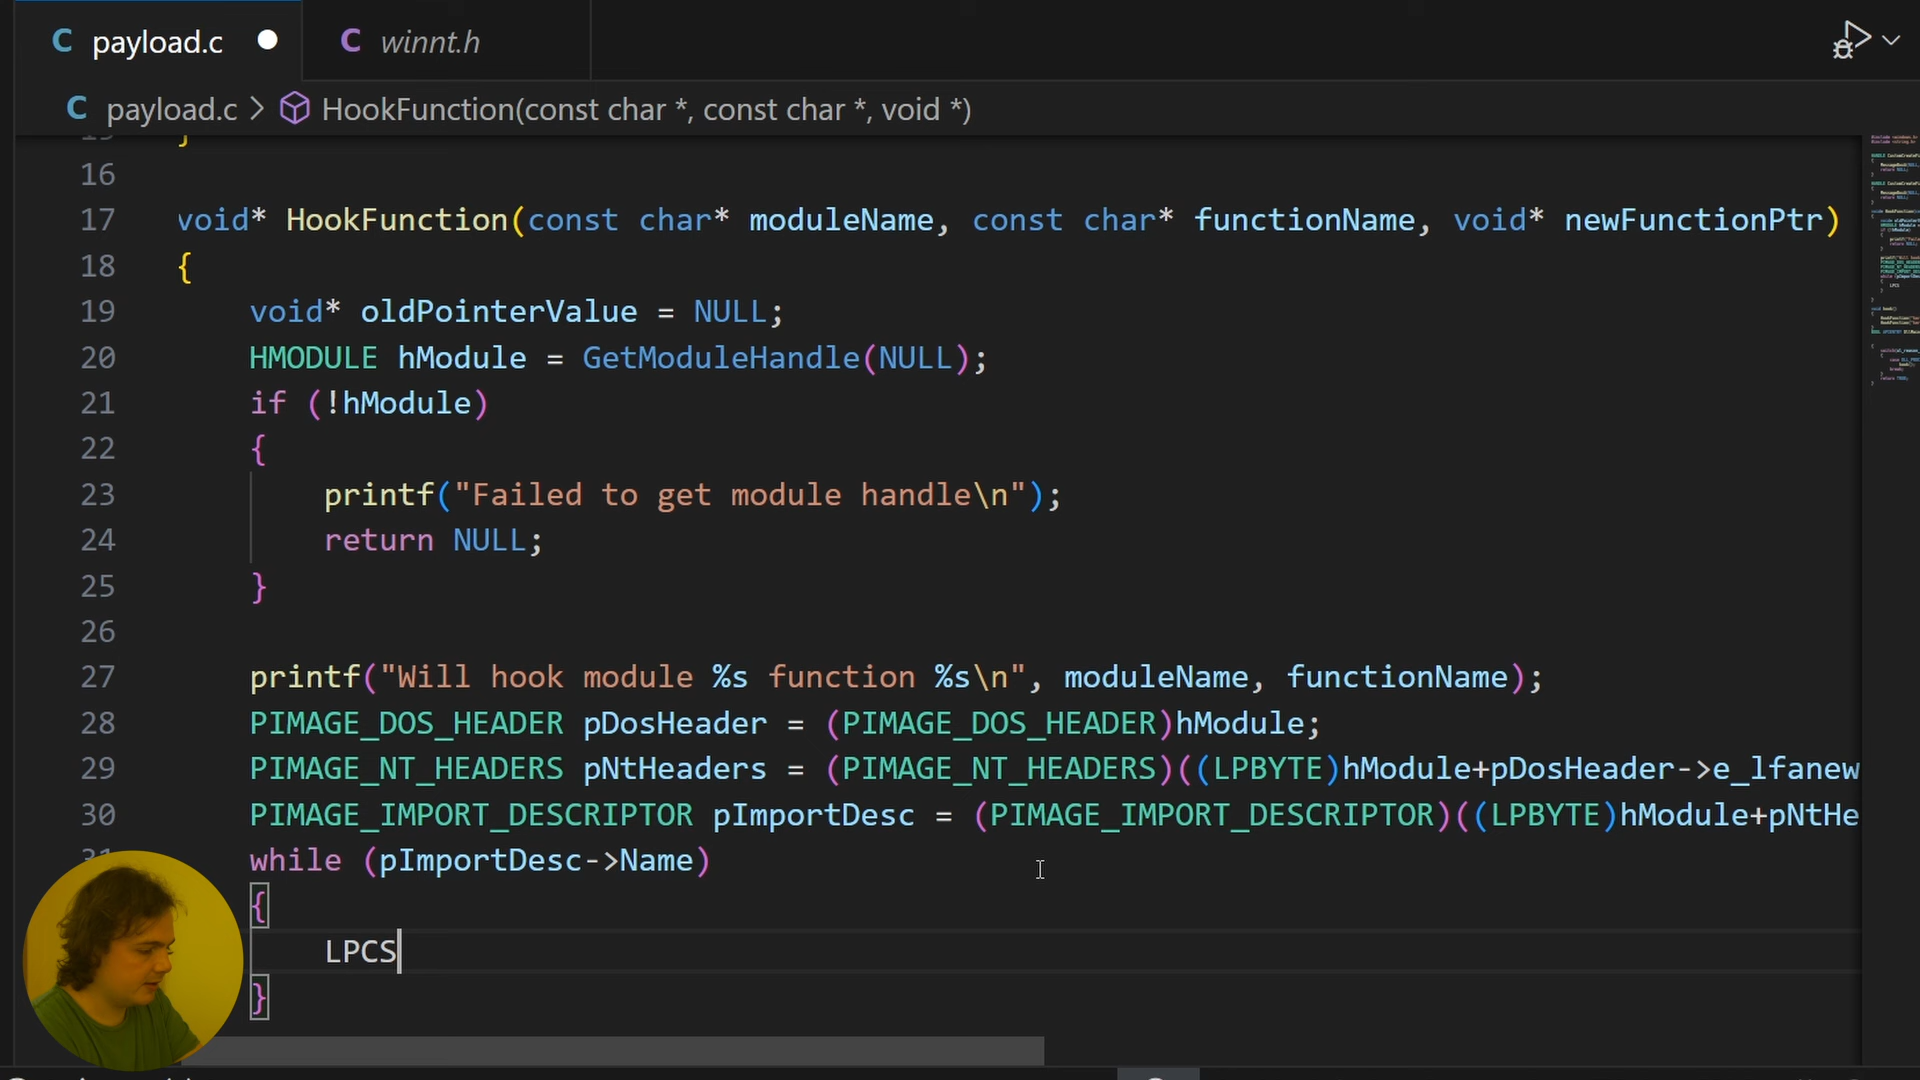 payload.c
winnt.h
payload.c > HookFunction(const char *, const char *, void *)
}
16
17 void* HookFunction(const char* moduleName, const char* functionName, void* newFunctionPtr)
18 {
19 void* oldPointerValue = NULL;
20 HMODULE hModule = GetModuleHandle(NULL);
21 if (!hModule)
22 {
23 printf("Failed to get module handle\n");
24 return NULL;
25 }
26
27 printf("Will hook module %s function %s\n", moduleName, functionName);
28 PIMAGE_DOS_HEADER pDosHeader = (PIMAGE_DOS_HEADER)hModule;
29 PIMAGE_NT_HEADERS pNtHeaders = (PIMAGE_NT_HEADERS)((LPBYTE)hModule+pDosHeader->e_lfanew
30 PIMAGE_IMPORT_DESCRIPTOR pImportDesc = (PIMAGE_IMPORT_DESCRIPTOR)((LPBYTE)hModule+pNtHe
while (pImportDesc->Name)
{
LPCS
}